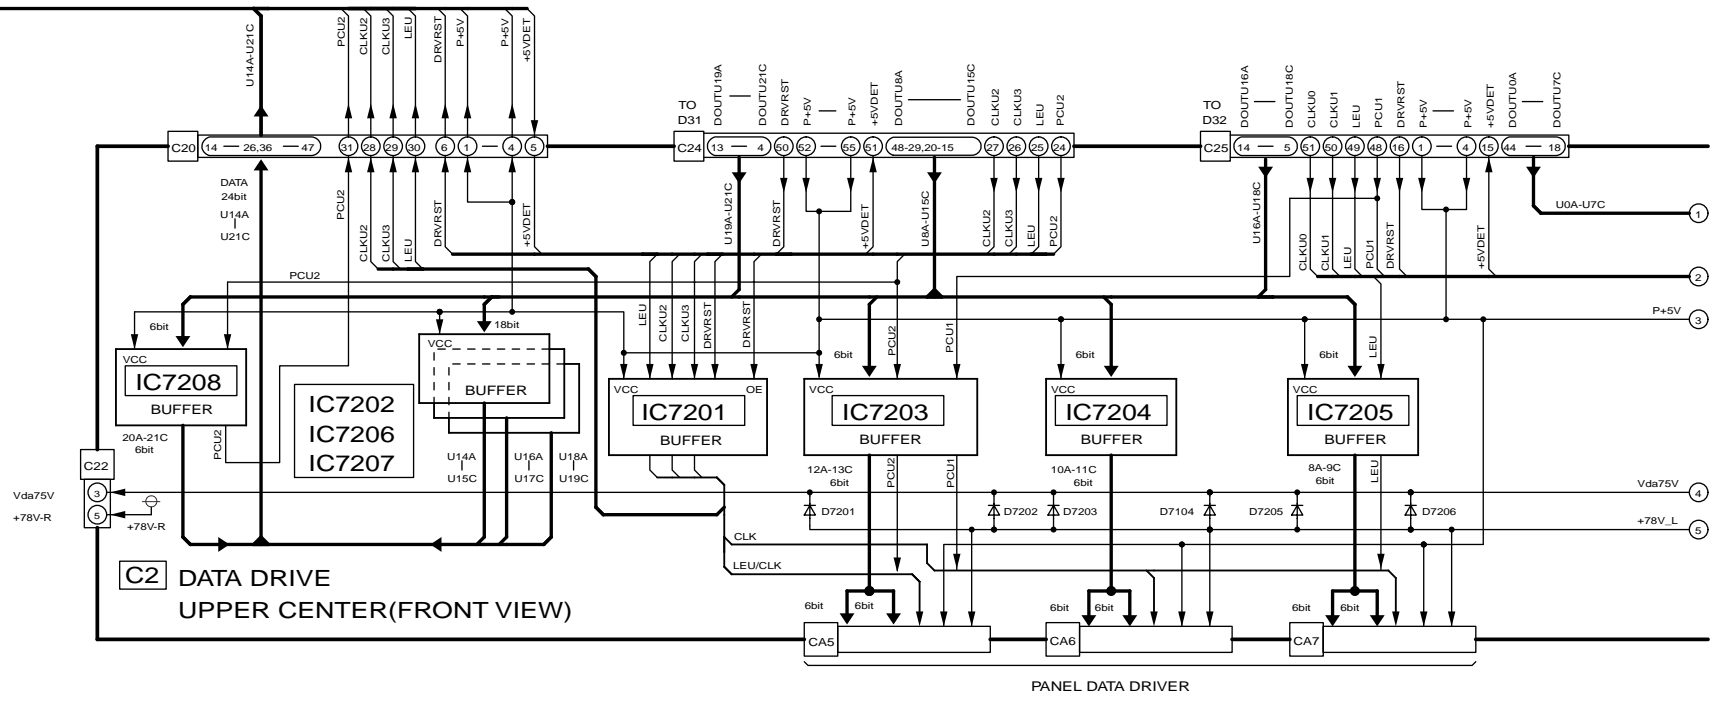 U14A-U21C
PCU2
CLKU2
CLKU3
LEU
DRVRST
P+5V
P+5V
+5VDET
TO
D31
DOUTU19A
DOUTU21C
DRVRST
P+5V
P+5V
+5VDET
DOUTU8A
DOUTU15C
CLKU2
CLKU3
LEU
PCU2
TO
D32
DOUTU16A
DOUTU18C
CLKU0
CLKU1
LEU
PCU1
DRVRST
P+5V
P+5V
+5VDET
DOUTU0A
DOUTU7C
C20 14 — 26,36 — 47 31 28 29 30 6 1 — 4 5
C24 13 — 4 50 52 — 55 51 48-29,20-15 27 26 25 24
C25 14 — 5 51 50 49 48 16 1 — 4 15 44 — 18
DATA
24bit
U14A
U21C
PCU2
CLKU2
CLKU3
LEU
DRVRST
+5VDET
U19A-U21C
DRVRST
+5VDET
U8A-U15C
CLKU2
CLKU3
LEU
PCU2
U16A-U18C
CLKU0
CLKU1
LEU
PCU1
DRVRST
+5VDET
U0A-U7C
1
2
PCU2
P+5V
3
6bit
18bit
LEU
CLKU2
CLKU3
DRVRST
DRVRST
6bit
PCU2
PCU1
6bit
6bit
LEU
VCC
IC7208
BUFFER
VCC
BUFFER
IC7202
IC7206
IC7207
VCC
OE
IC7201
BUFFER
VCC
IC7203
BUFFER
VCC
IC7204
BUFFER
VCC
IC7205
BUFFER
20A-21C
6bit
PCU2
U14A
U15C
U16A
U17C
U18A
U19C
12A-13C
6bit
PCU2
PCU1
10A-11C
6bit
8A-9C
6bit
LEU
C22
3
5
Vda75V
+78V-R
+78V-R
D7201
D7202
D7203
D7104
D7205
D7206
Vda75V
4
+78V_L
5
CLK
LEU/CLK
C2 DATA DRIVE
UPPER CENTER(FRONT VIEW)
6bit
6bit
6bit
6bit
6bit
6bit
CA5
CA6
CA7
PANEL DATA DRIVER